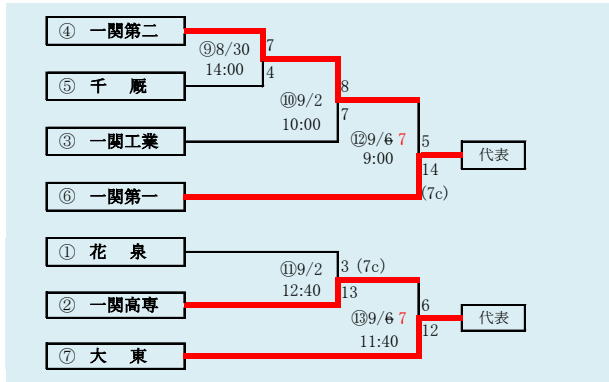 ④ 一関第二
⑨8/30
14:00
7
4
⑤ 千 厩
⑩9/2
10:00
8
7
③ 一関工業
⑫9/6 7
9:00
5
14
(7c)
代表
⑥ 一関第一
① 花 泉
⑪9/2
12:40
3 (7c)
13
② 一関高専
⑬9/6 7
11:40
6
12
代表
⑦ 大 東